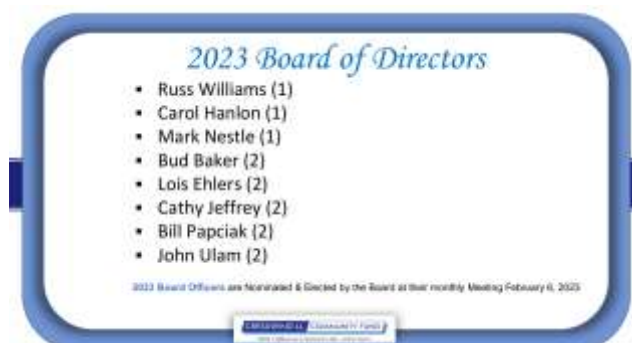 2023 Board of Directors
▪ Russ Williams (1)
▪ Carol Hanlon (1)
▪ Mark Nestle (1)
▪ Bud Baker (2)
▪ Lois Ehlers (2)
▪ Cathy Jeffrey (2)
▪ Bill Papciak (2)
▪ John Ulam (2)
2023 Board Officers are Nominated & Elected by the Board at their monthly Meeting February 6, 2023
COMMUNITY FUND